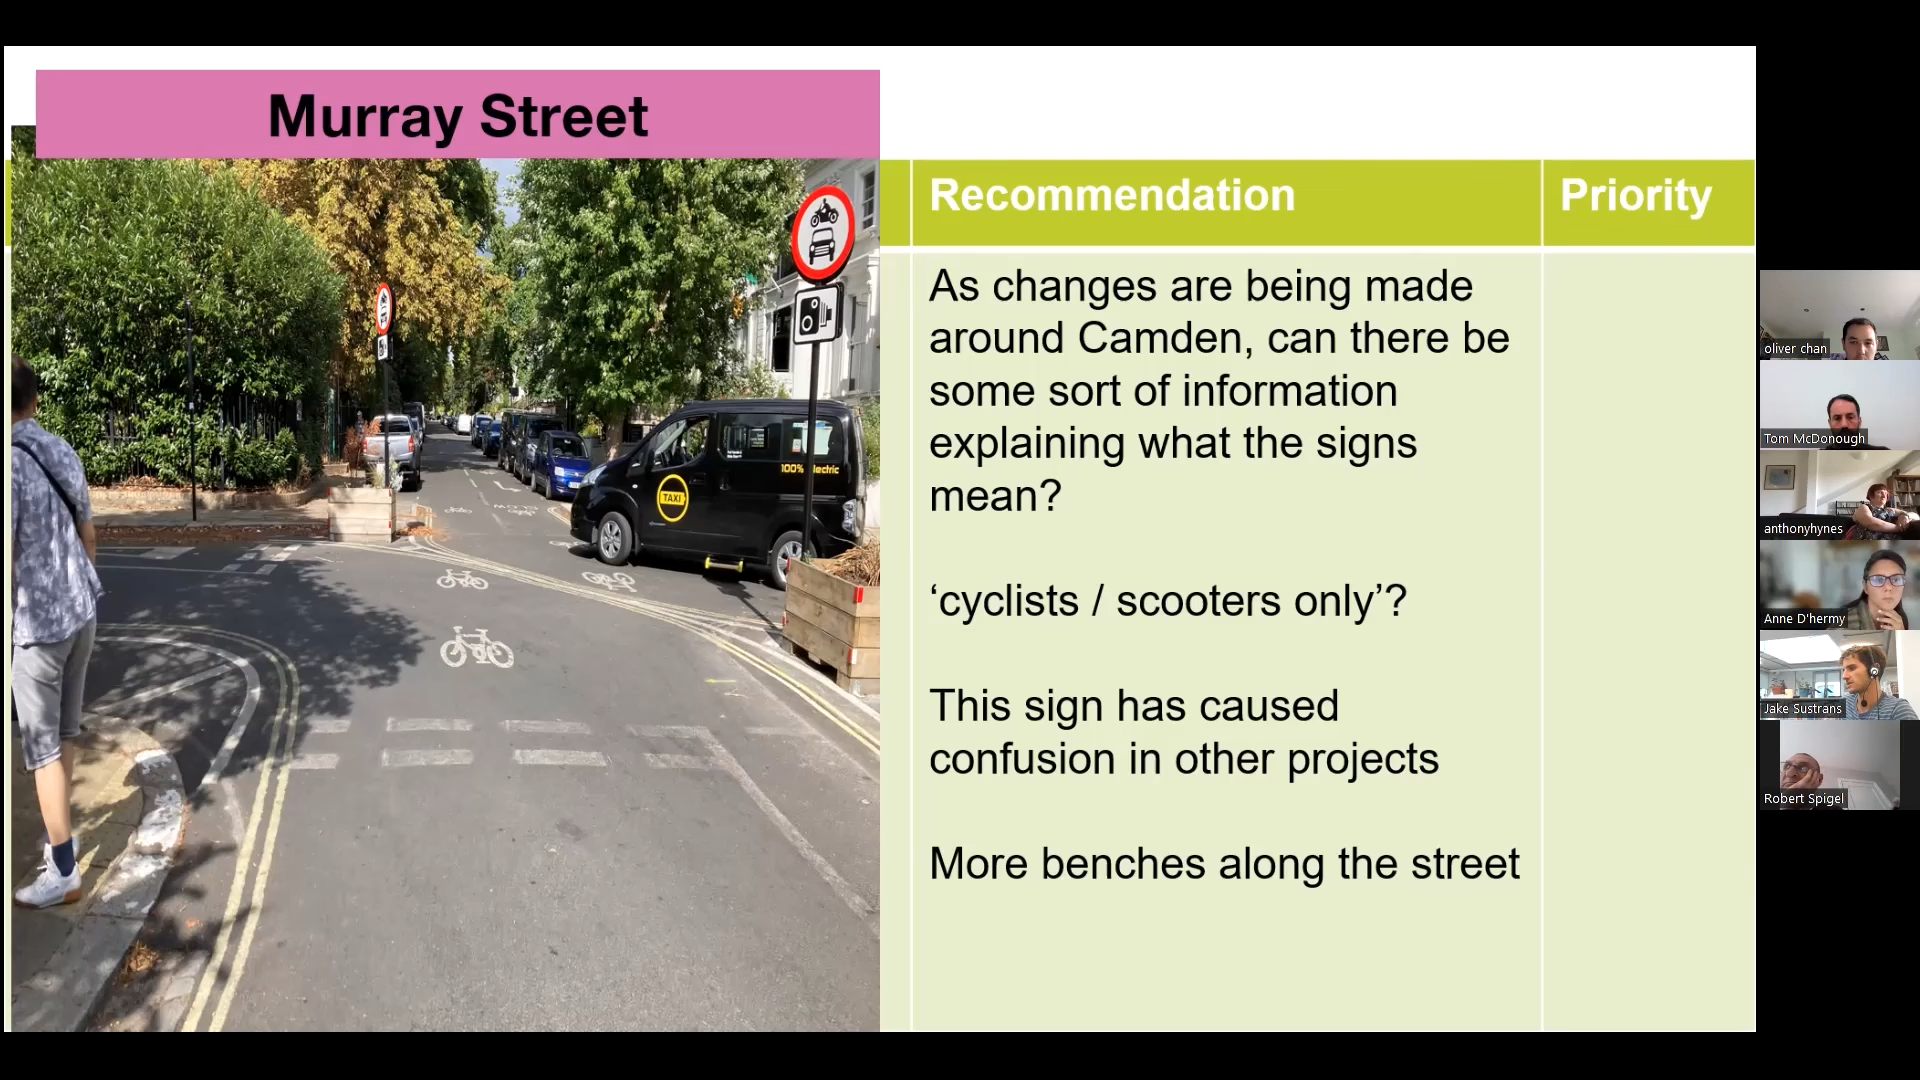 Murray Street
Recommendation
Priority
As changes are being made
around Camden, can there be
some sort of information
explaining what the signs
mean?
‘cyclists / scooters only’?
This sign has caused
confusion in other projects
More benches along the street
TAXI
100%
SLOW
oliver chan
Tom McDonough
anthonyhynes
Anne D'hermy
Jake Sustrans
Robert Spigel